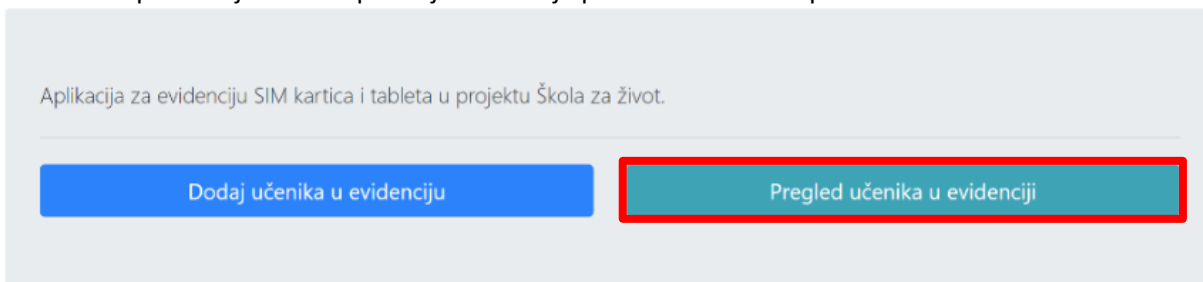 Aplikacija za evidenciju SIM kartica i tableta u projektu Škola za život.
Dodaj učenika u evidenciju
Pregled učenika u evidenciji